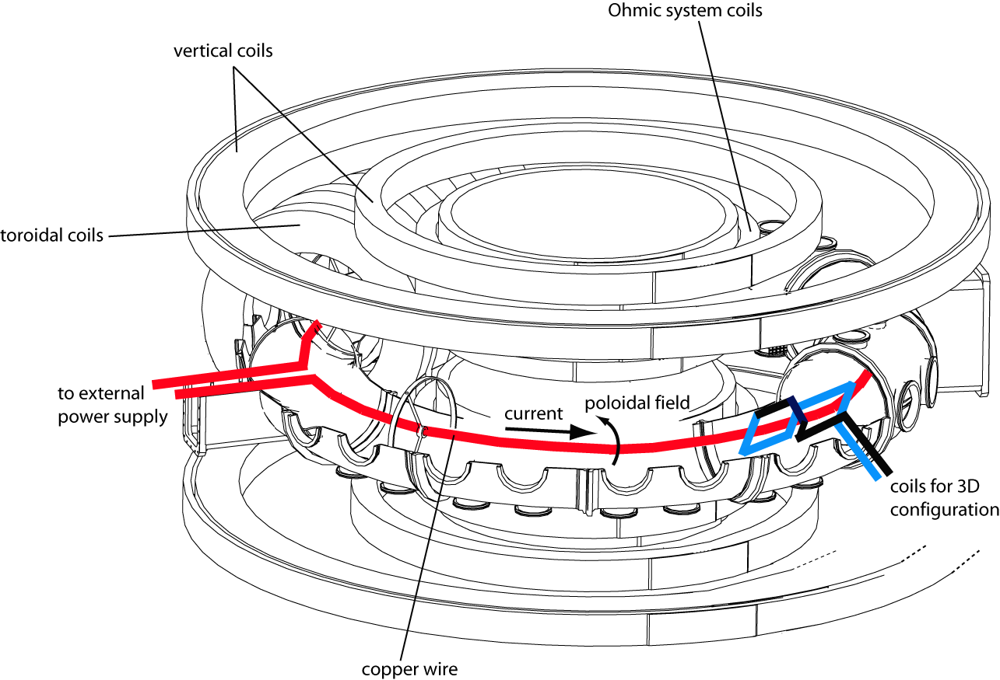 Ohmic system coils
vertical coils
toroidal coils
to external
power supply
current
poloidal field
coils for 3D
configuration
copper wire